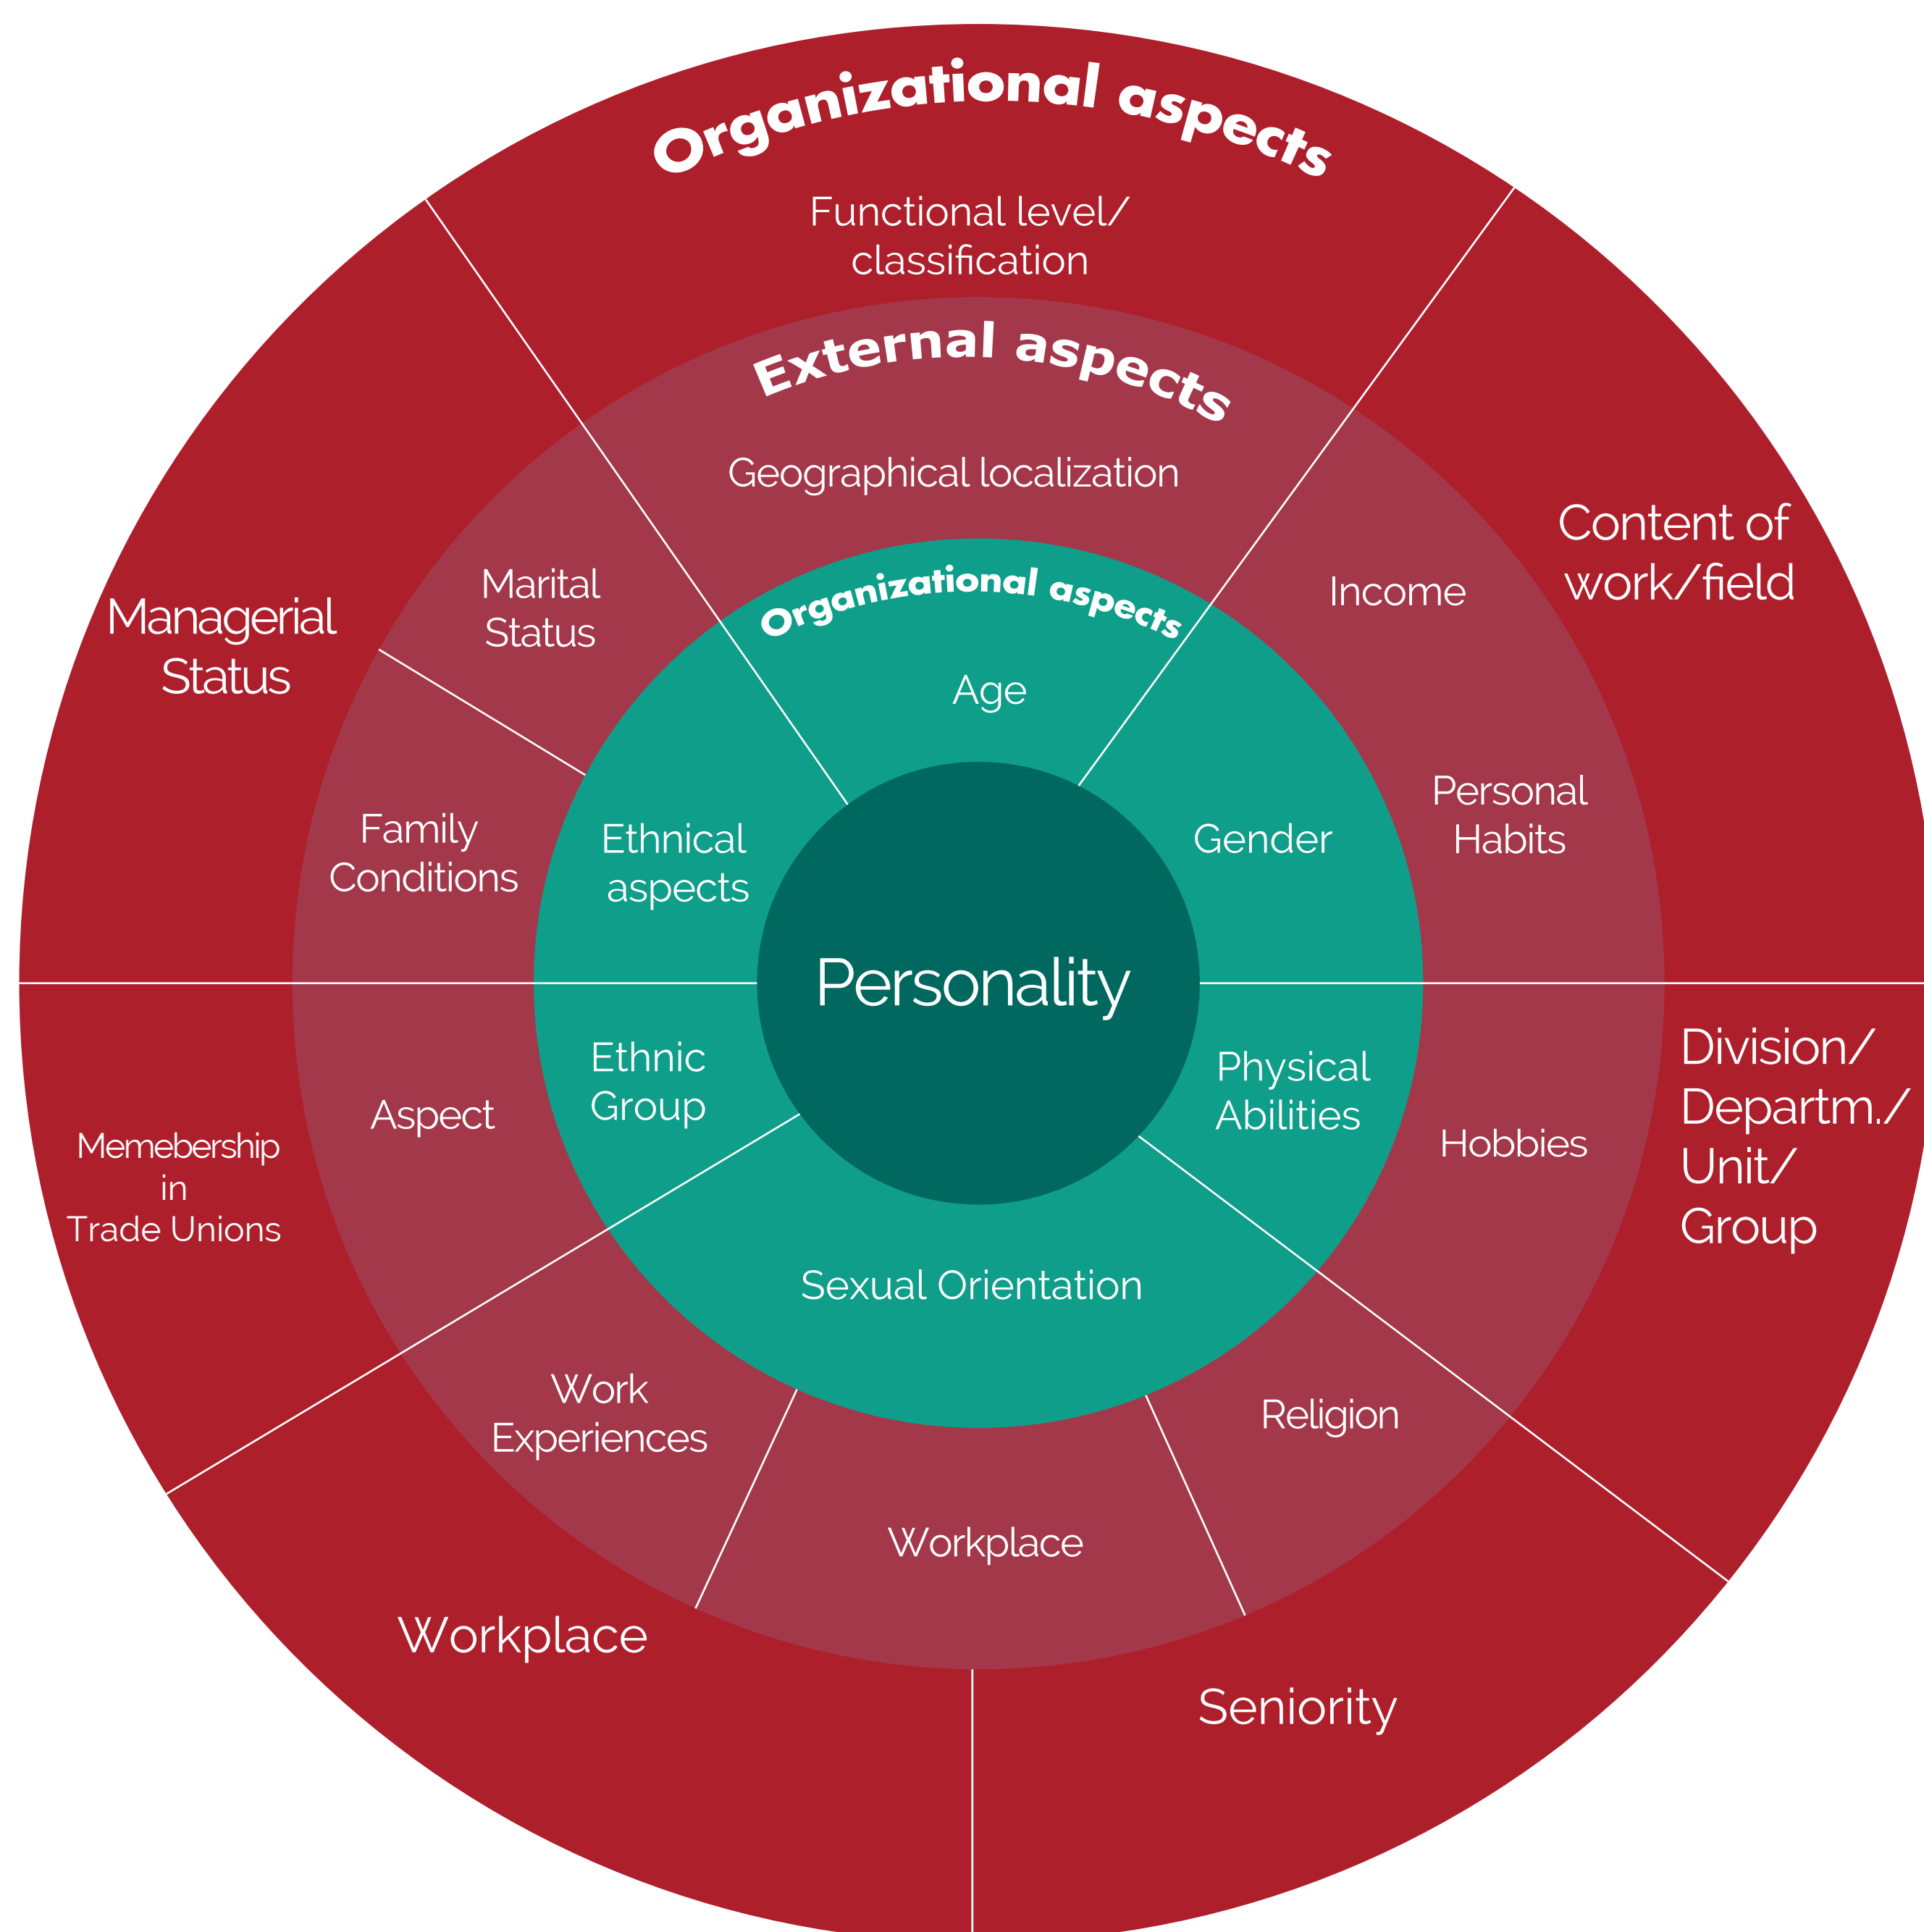 Organizational aspects
Functional level/
classification
External aspects
Geographical localization
Organizational aspects
Age
Content of
work/field
Income
Marital
Status
Managerial
Status
Personal
Habits
Gender
Family
Conditions
Ethnical
aspects
Personality
Ethnic
Group
Physical
Abilities
Aspect
Hobbies
Division/
Departm./
Unit/
Group
Memebership
in
Trade Unions
Sexual Orientation
Work
Experiences
Religion
Workplace
Workplace
Seniority